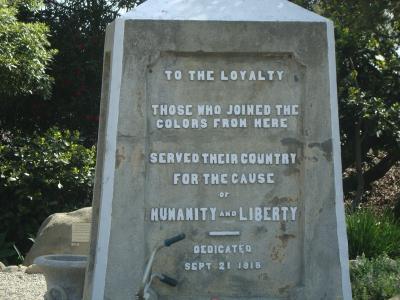 TO THE LOYALTY
THOSE WHO JOINED THE
COLORS FROM HERE
SERVED THEIR COUNTRY
FOR THE CAUSE
OF
HUMANITY AND LIBERTY
DEDICATED
SEPT 21 1918